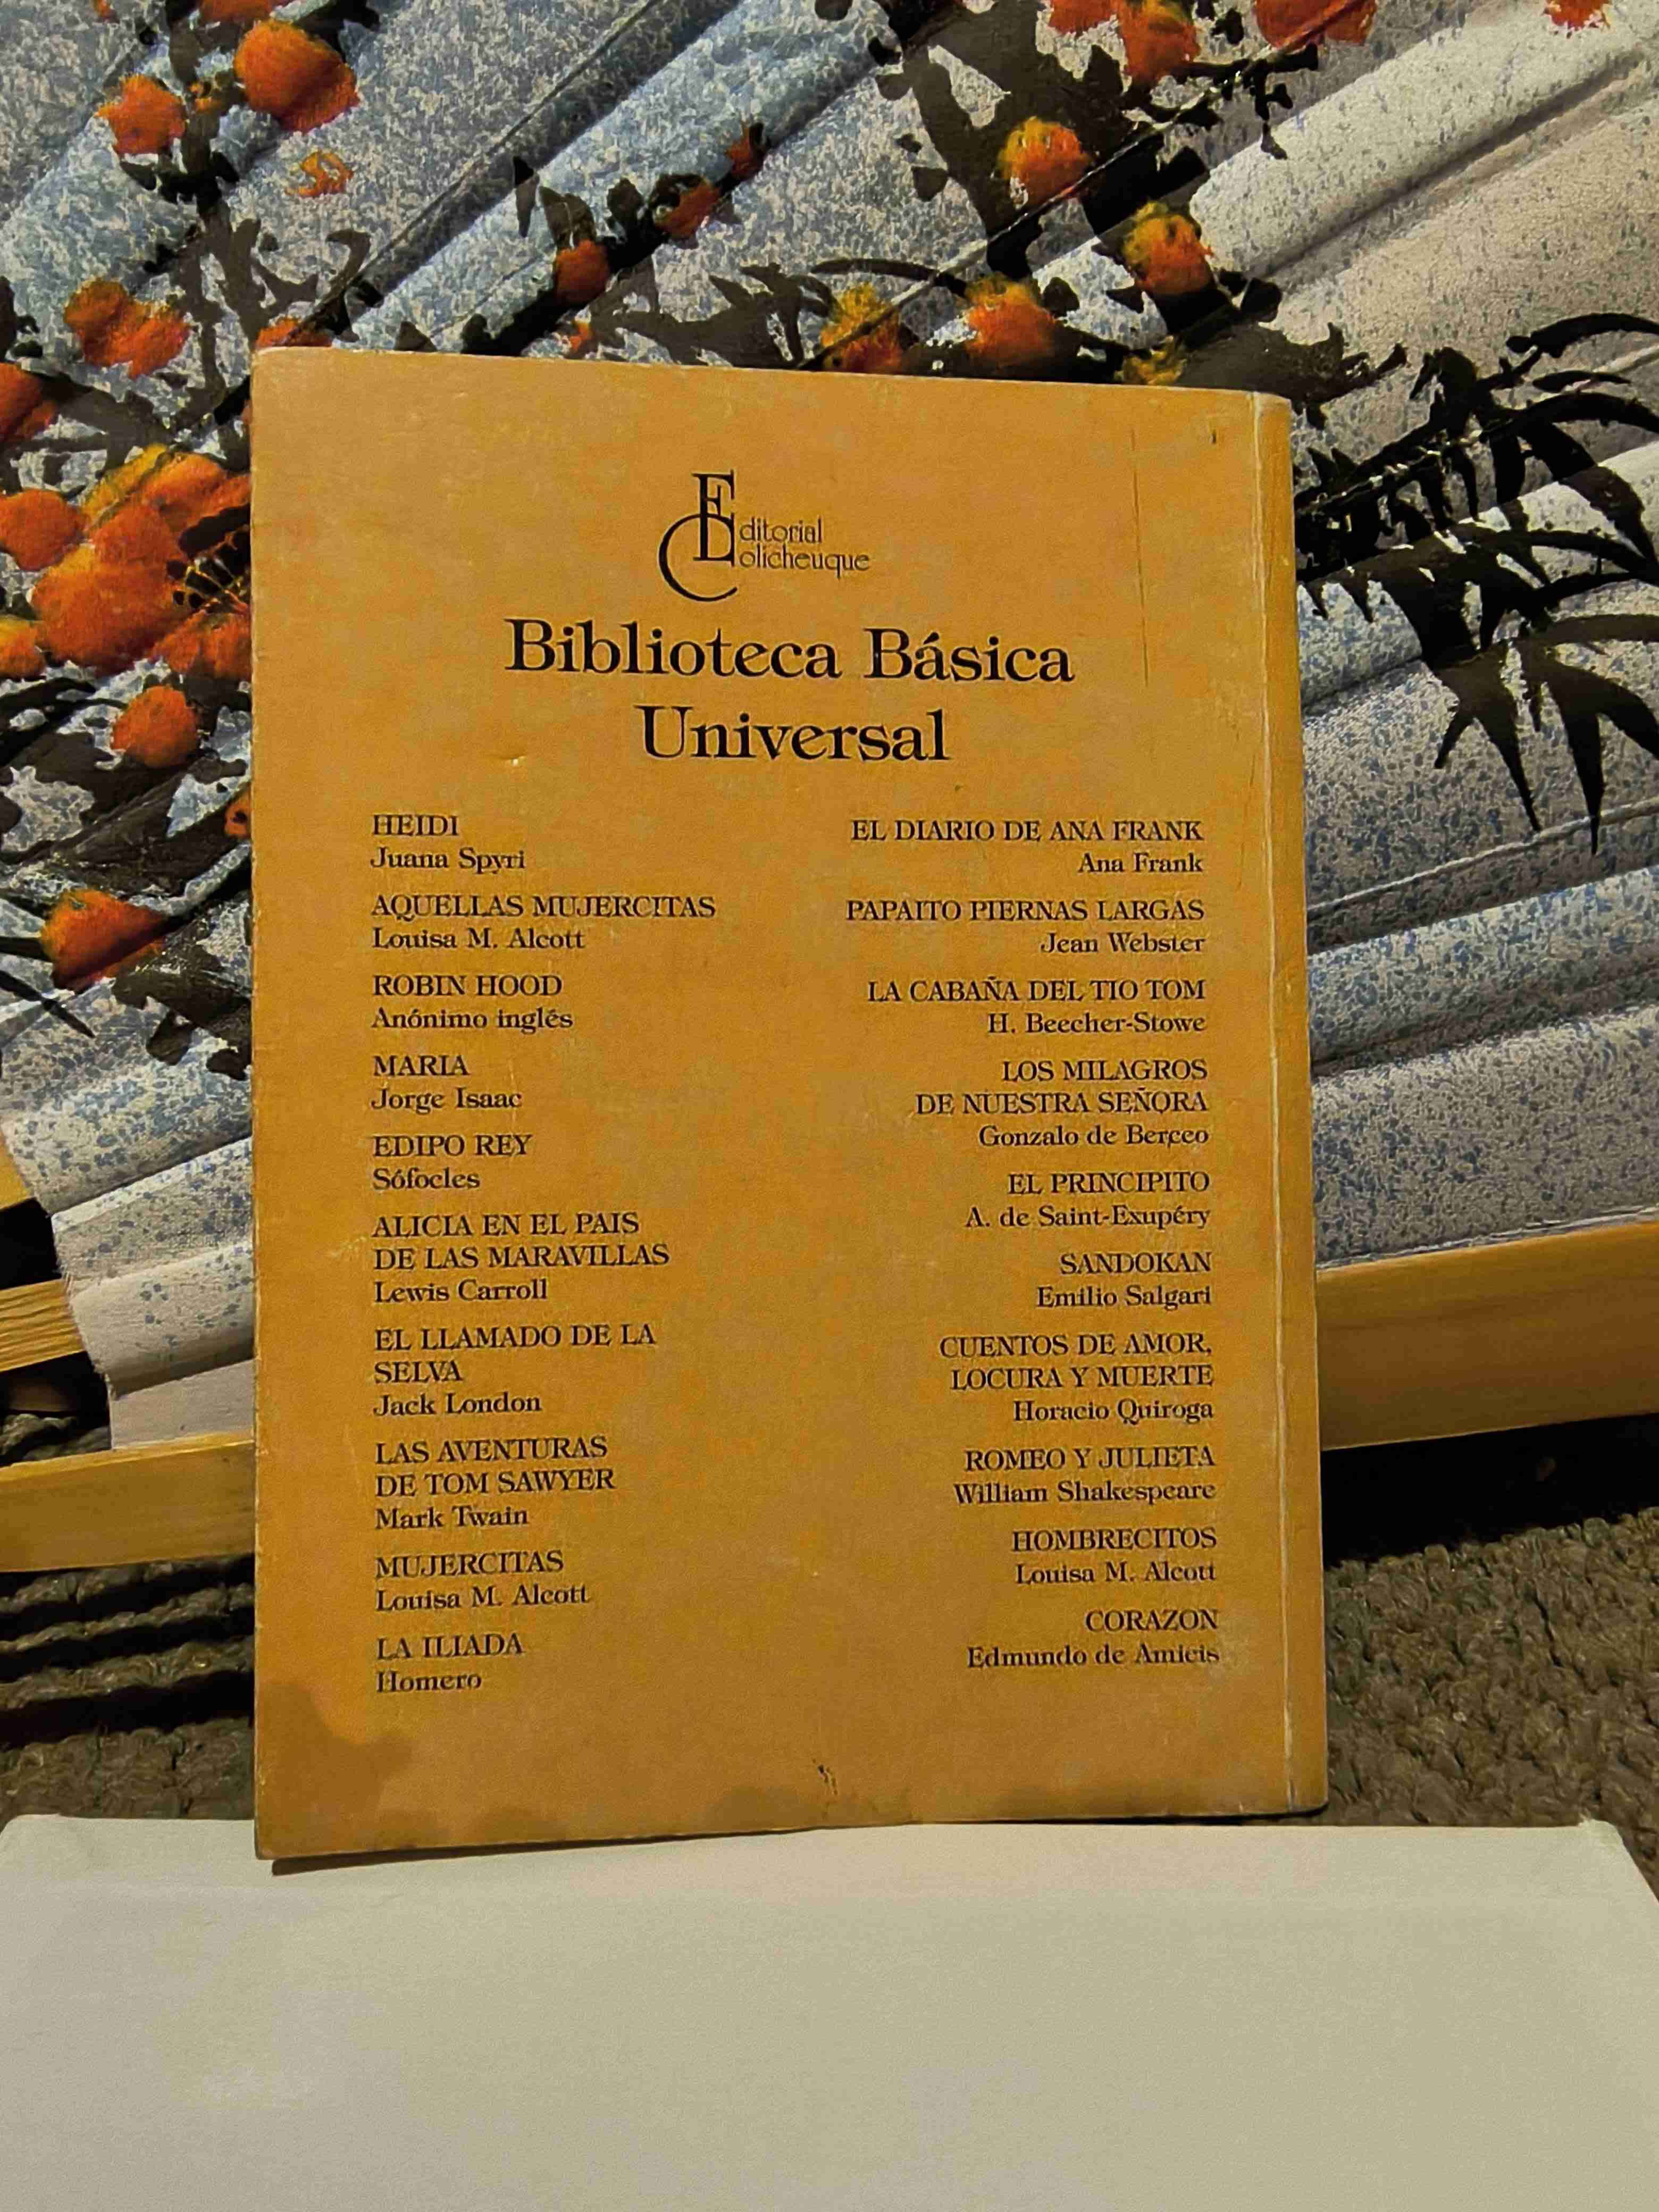 Editorial
Colicheuque
Biblioteca Básica
Universal
HEIDI
Juana Spyri
AQUELLAS MUJERCITAS
Louisa M. Alcott
ROBIN HOOD
Anónimo inglés
MARIA
Jorge Isaac
EDIPO REY
Sófocles
ALICIA EN EL PAIS
DE LAS MARAVILLAS
Lewis Carroll
EL LLAMADO DE LA
SELVA
Jack London
LAS AVENTURAS
DE TOM SAWYER
Mark Twain
MUJERCITAS
Louisa M. Alcott
LA ILIADA
Homero
EL DIARIO DE ANA FRANK
Ana Frank
PAPAITO PIERNAS LARGAS
Jean Webster
LA CABAÑA DEL TIO TOM
H. Beecher-Stowe
LOS MILAGROS
DE NUESTRA SEÑORA
Gonzalo de Berceo
EL PRINCIPITO
A. de Saint-Exupéry
SANDOKAN
Emilio Salgari
CUENTOS DE AMOR,
LOCURA Y MUERTE
Horacio Quiroga
ROMEO Y JULIETA
William Shakespeare
HOMBRECITOS
Louisa M. Alcott
CORAZON
Edmundo de Amicis